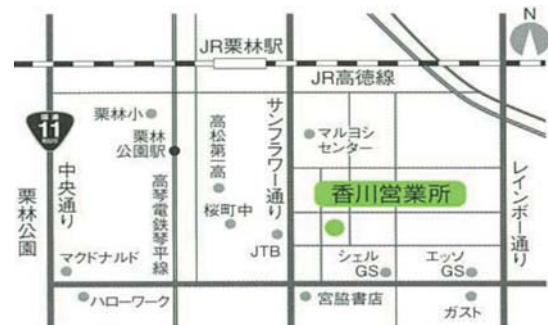 N
JR栗林駅
JR高徳線
国道
11
ROUTE
栗林小
栗林
公園駅
中央通り
栗林公園
高琴電鉄琴平線
高松第一高
桜町中
サンフラワー通り
マルヨシ
センター
香川営業所
レインボー通り
マクドナルド
JTB
シェル
GS
エッソ
GS
ハローワーク
宮脇書店
ガスト